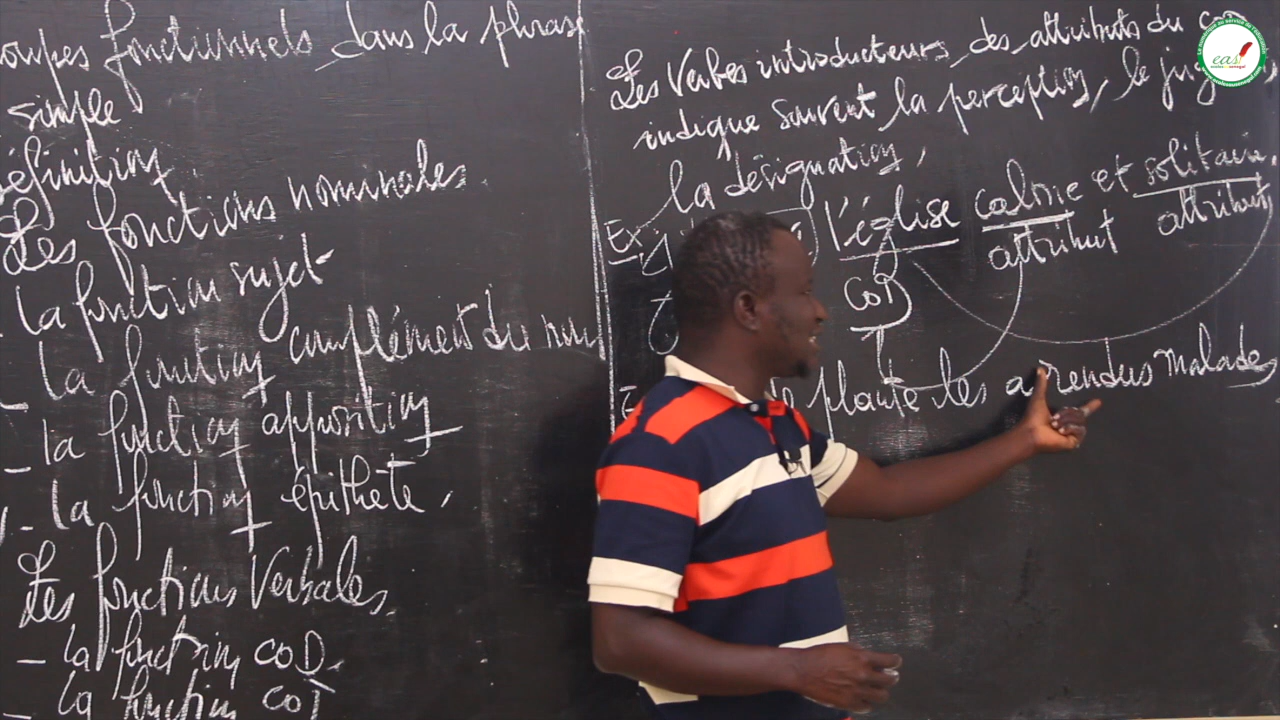 oupes fonctionnels dans la phrase
simple
éfinition
Les fonctions nominales.
- la fonction sujet
- la fonction complément du nom
- la fonction apposition
- la fonction épithète,
Les fonctions Verbales.
- la fonction COD.
- la fonction COI
Les Verbes introducteurs des attributs du
indique souvent la perception, le jug
la désignation,
Ex l'église calme et solitaire.
COD attribut attribut
plante les a rendus malades
eas!